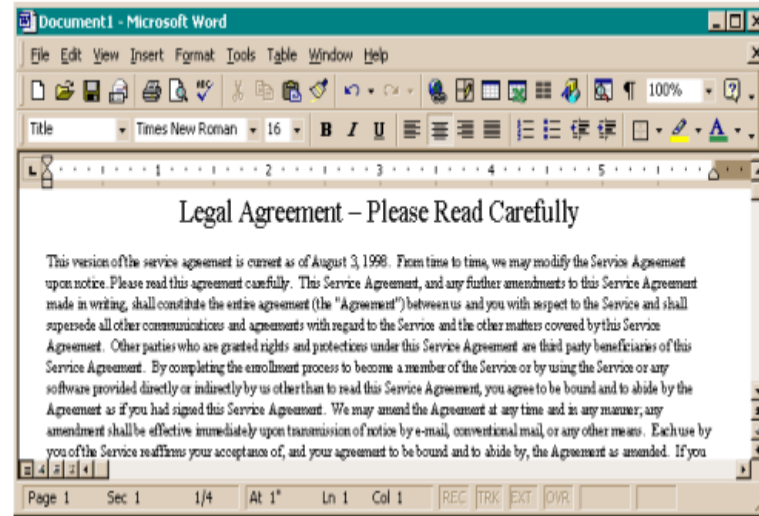 Document1 - Microsoft Word
File Edit View Insert Format Tools Table Window Help
ABC ¶ 100%
Title Times New Roman 16 B I U A
L 1 2 3 4 5
Legal Agreement – Please Read Carefully
This version of the service agreement is current as of August 3, 1998. From time to time, we may modify the Service Agreement
upon notice. Please read this agreement carefully. This Service Agreement, and any further amendments to this Service Agreement
made in writing, shall constitute the entire agreement (the "Agreement") between us and you with respect to the Service and shall
supersede all other communications and agreements with regard to the Service and the other matters covered by this Service
Agreement. Other parties who are granted rights and protections under this Service Agreement are third party beneficiaries of this
Service Agreement. By completing the enrollment process to become a member of the Service or by using the Service or any
software provided directly or indirectly by us other than to read this Service Agreement, you agree to be bound and to abide by the
Agreement as if you had signed this Service Agreement. We may amend the Agreement at any time and in any manner; any
amendment shall be effective immediately upon transmission of notice by e-mail, conventional mail, or any other means. Each use by
you of the Service reaffirms your acceptance of, and your agreement to be bound and to abide by, the Agreement as amended. If you
Page 1 Sec 1 1/4 At 1" Ln 1 Col 1 REC TRK EXT OVR